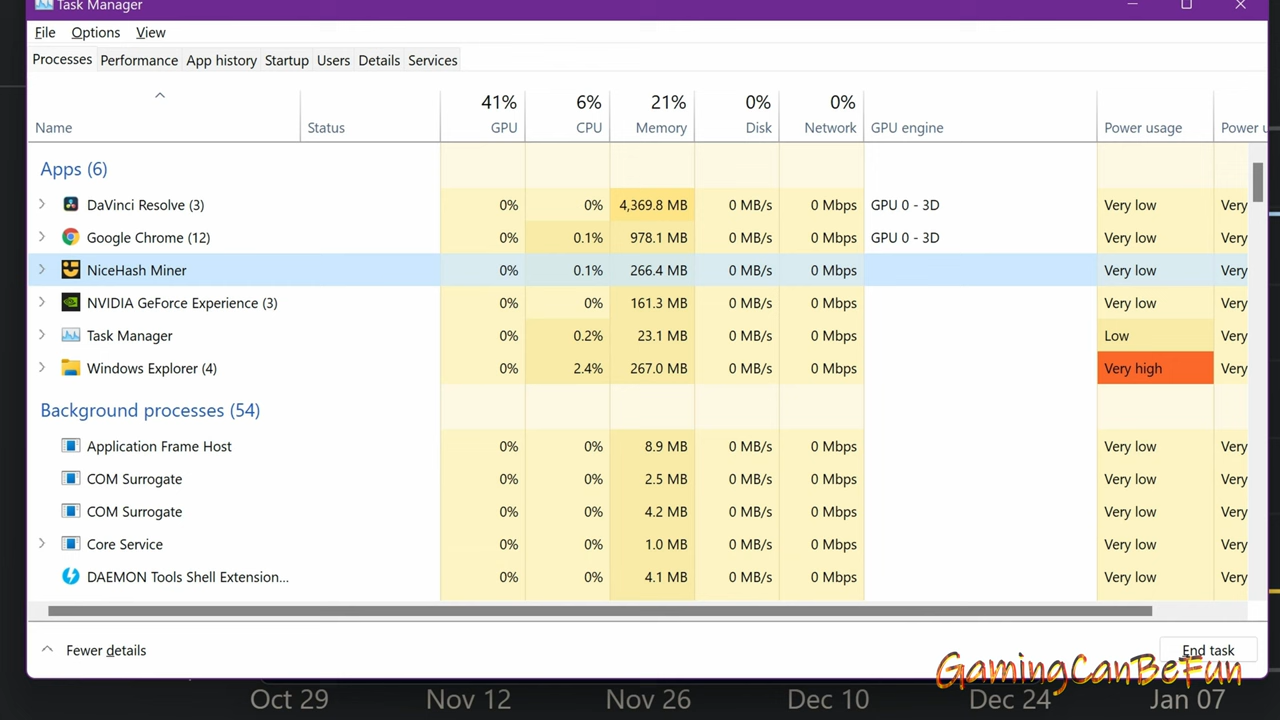 Task Manager
File Options View
Processes Performance App history Startup Users Details Services
41% 6% 21% 0% 0%
Name Status GPU CPU Memory Disk Network GPU engine Power usage Power u
Apps (6)
DaVinci Resolve (3) 0% 0% 4,369.8 MB 0 MB/s 0 Mbps GPU 0 - 3D Very low Very
Google Chrome (12) 0% 0.1% 978.1 MB 0 MB/s 0 Mbps GPU 0 - 3D Very low Very
NiceHash Miner 0% 0.1% 266.4 MB 0 MB/s 0 Mbps Very low Very
NVIDIA GeForce Experience (3) 0% 0% 161.3 MB 0 MB/s 0 Mbps Very low Very
Task Manager 0% 0.2% 23.1 MB 0 MB/s 0 Mbps Low Very
Windows Explorer (4) 0% 2.4% 267.0 MB 0 MB/s 0 Mbps Very high Very
Background processes (54)
Application Frame Host 0% 0% 8.9 MB 0 MB/s 0 Mbps Very low Very
COM Surrogate 0% 0% 2.5 MB 0 MB/s 0 Mbps Very low Very
COM Surrogate 0% 0% 4.2 MB 0 MB/s 0 Mbps Very low Very
Core Service 0% 0% 1.0 MB 0 MB/s 0 Mbps Very low Very
DAEMON Tools Shell Extension... 0% 0% 4.1 MB 0 MB/s 0 Mbps Very low Very
Fewer details End task
GamingCanBeFun
Oct 29 Nov 12 Nov 26 Dec 10 Dec 24 Jan 07